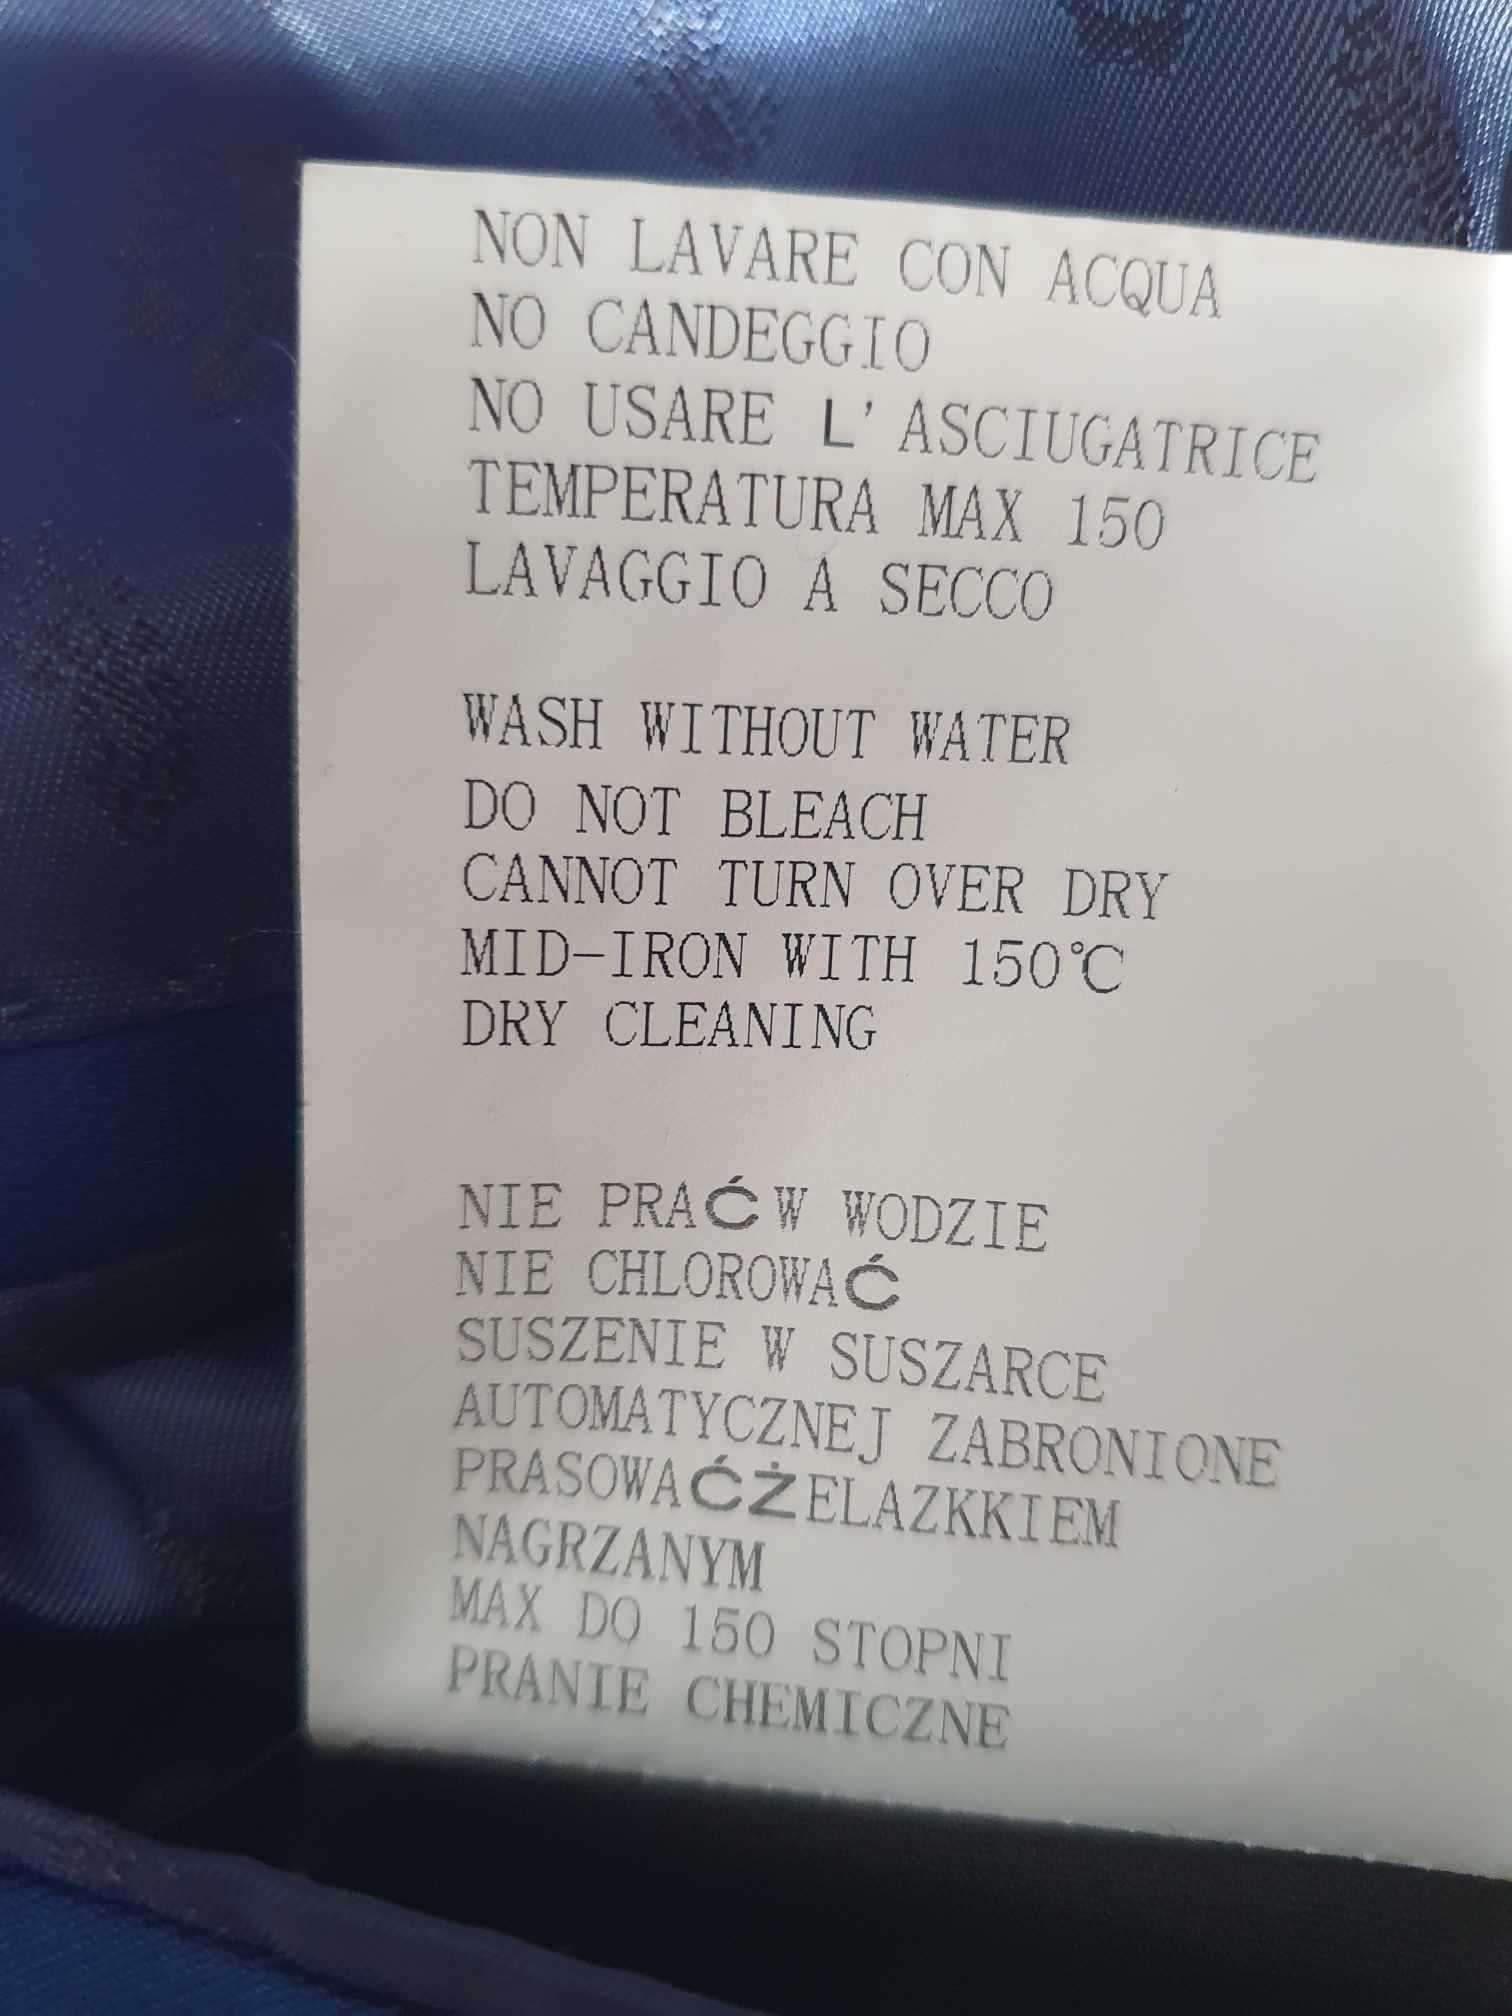 NON LAVARE CON ACQUA
NO CANDEGGIO
NO USARE L'ASCIUGATRICE
TEMPERATURA MAX 150
LAVAGGIO A SECCO
WASH WITHOUT WATER
DO NOT BLEACH
CANNOT TURN OVER DRY
MID-IRON WITH 150℃
DRY CLEANING
NIE PRAĆ W WODZIE
NIE CHLOROWAĆ
SUSZENIE W SUSZARCE
AUTOMATYCZNEJ ZABRONIONE
PRASOWAĆŻELAZKKIEM
NAGRZANYM
MAX DO 150 STOPNI
PRANIE CHEMICZNE